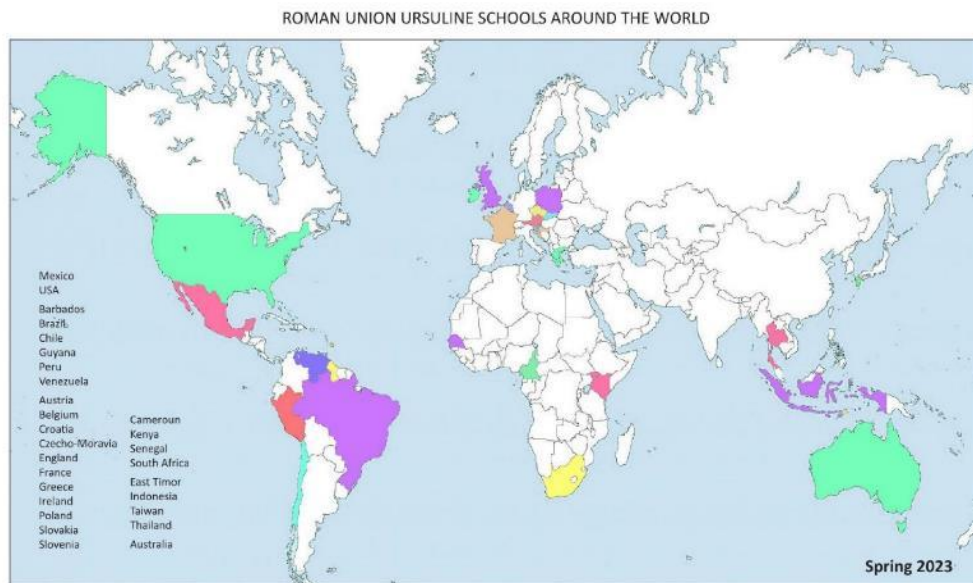 ROMAN UNION URSULINE SCHOOLS AROUND THE WORLD
Mexico
USA
Barbados
Brazil
Chile
Guyana
Peru
Venezuela
Austria
Belgium
Croatia
Czecho-Moravia
England
France
Greece
Ireland
Poland
Slovakia
Slovenia
Cameroun
Kenya
Senegal
South Africa
East Timor
Indonesia
Taiwan
Thailand
Australia
Spring 2023